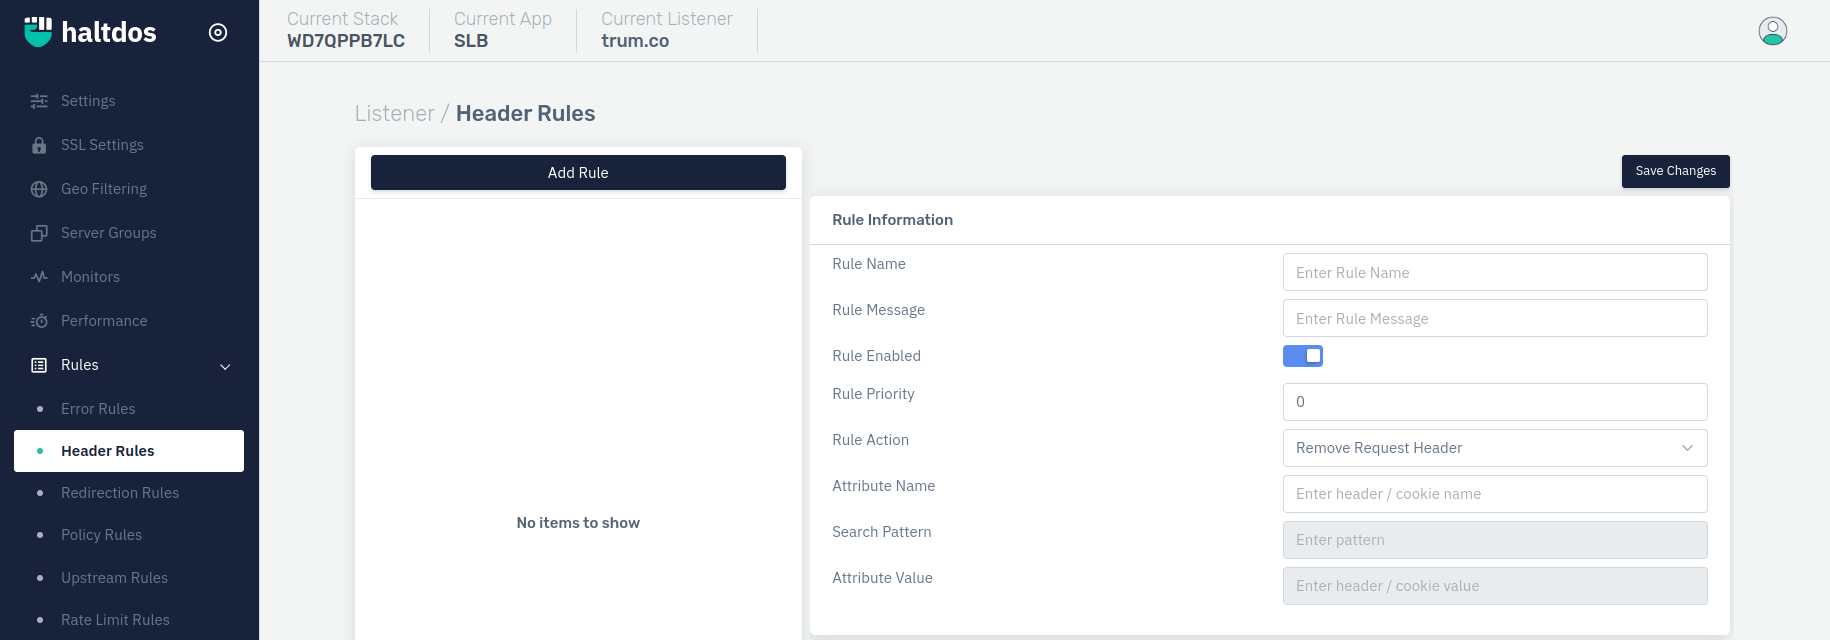 haltdos
Current Stack
WD7QPPB7LC
Current App
SLB
Current Listener
trum.co
Settings
SSL Settings
Geo Filtering
Server Groups
Monitors
Performance
Rules
Error Rules
Header Rules
Redirection Rules
Policy Rules
Upstream Rules
Rate Limit Rules
Listener / Header Rules
Add Rule
No items to show
Save Changes
Rule Information
Rule Name
Enter Rule Name
Rule Message
Enter Rule Message
Rule Enabled
Rule Priority
0
Rule Action
Remove Request Header
Attribute Name
Enter header / cookie name
Search Pattern
Enter pattern
Attribute Value
Enter header / cookie value